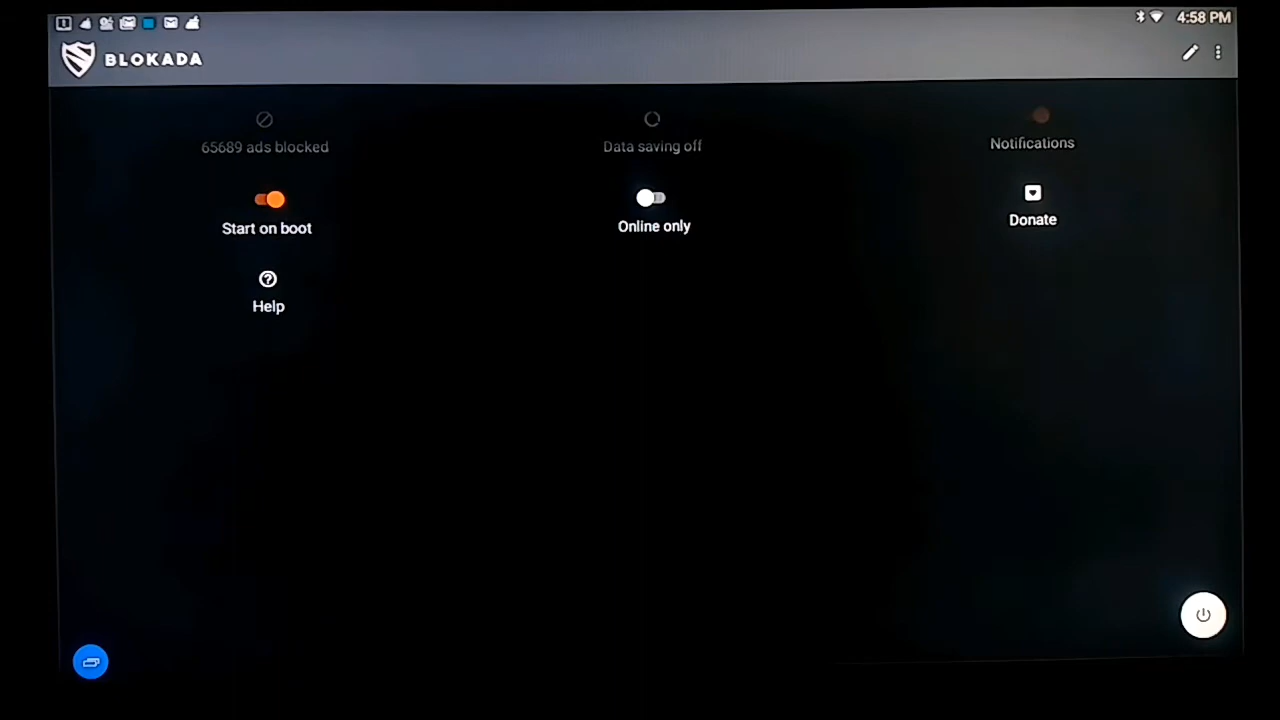 4:58 PM
BLOKADA
65689 ads blocked
Data saving off
Notifications
Start on boot
Online only
Donate
Help